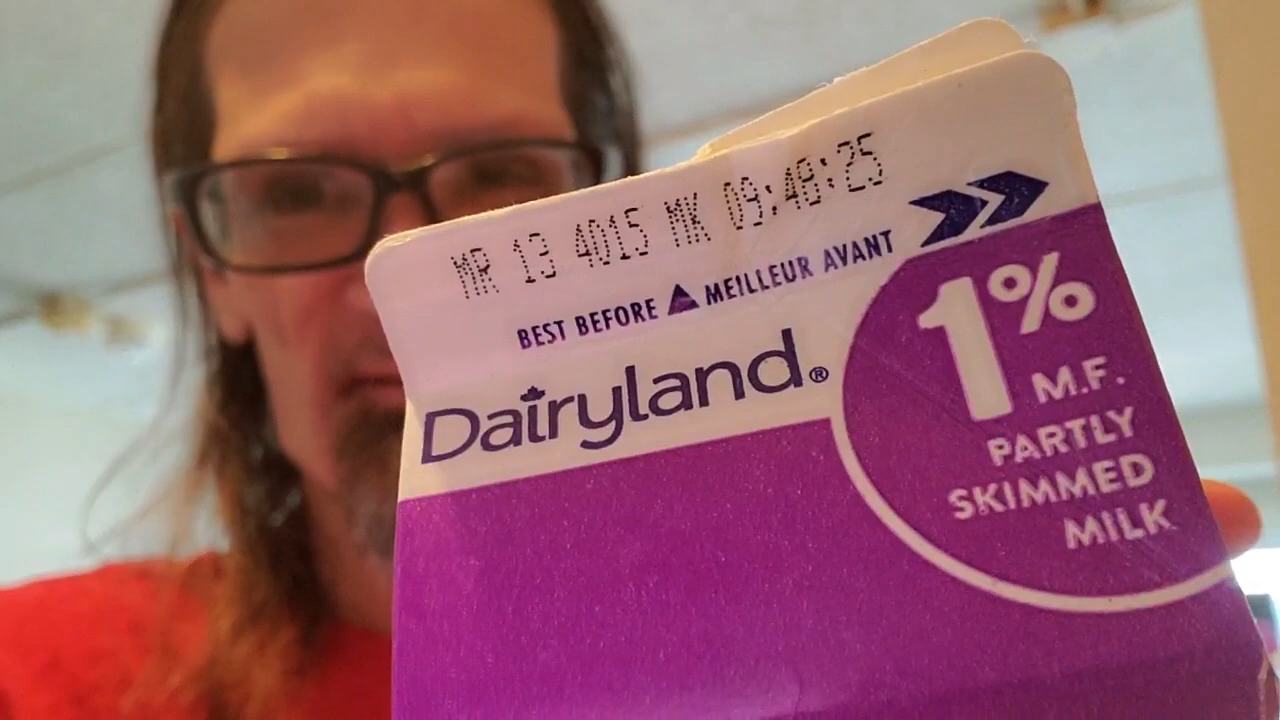 MR 13 4015 MK 09:48:25
BEST BEFORE MEILLEUR AVANT
Dairyland®
1%
M.F.
PARTLY
SKIMMED
MILK